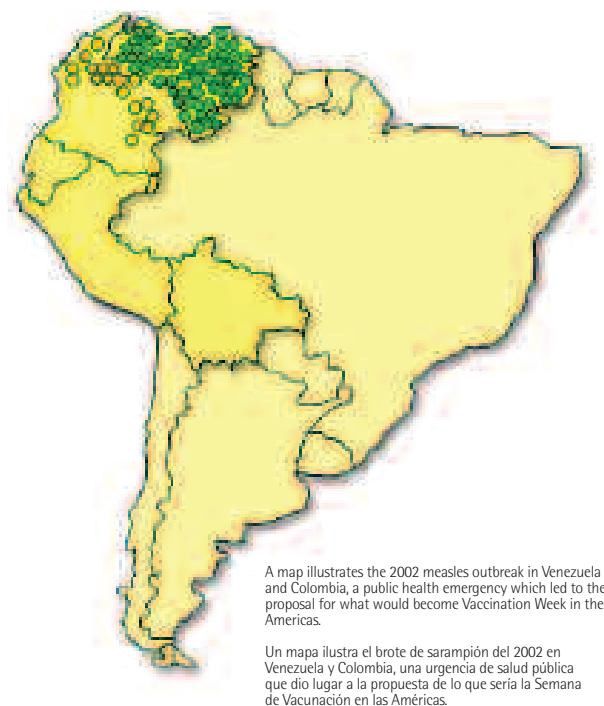 A map illustrates the 2002 measles outbreak in Venezuela
and Colombia, a public health emergency which led to the
proposal for what would become Vaccination Week in the
Americas.
Un mapa ilustra el brote de sarampión del 2002 en
Venezuela y Colombia, una urgencia de salud pública
que dio lugar a la propuesta de lo que sería la Semana
de Vacunación en las Américas.